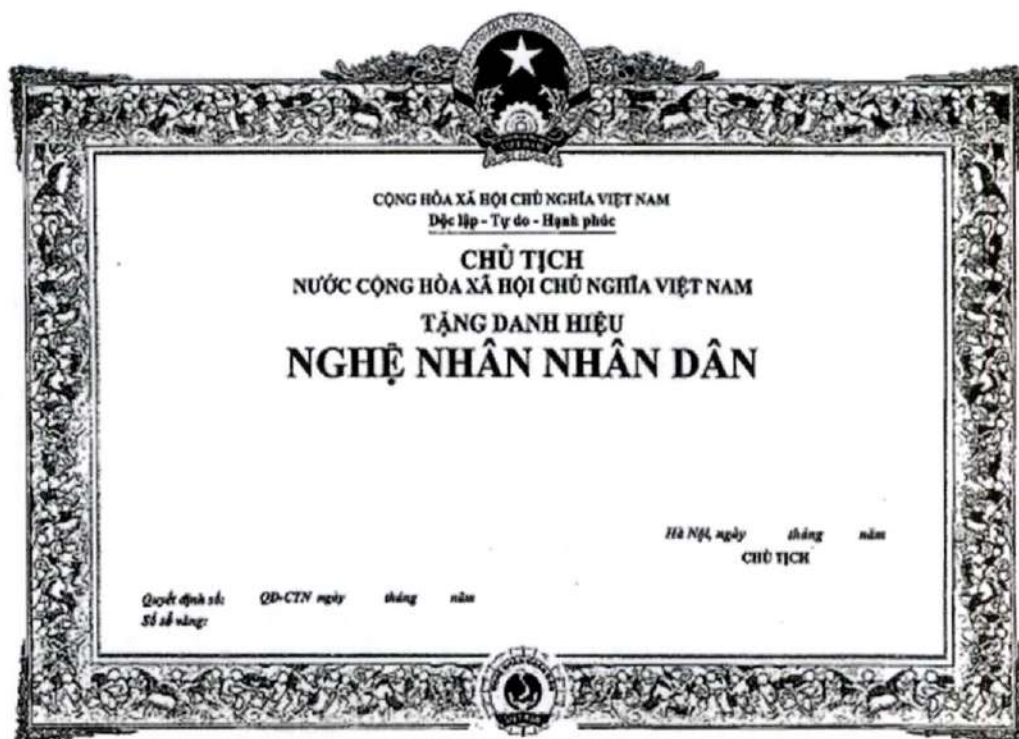 CỘNG HÒA XÃ HỘI CHỦ NGHĨA VIỆT NAM
Độc lập - Tự do - Hạnh phúc
CHỦ TỊCH
NƯỚC CỘNG HÒA XÃ HỘI CHỦ NGHĨA VIỆT NAM
TẶNG DANH HIỆU
NGHỆ NHÂN NHÂN DÂN
Hà Nội, ngày tháng năm
CHỦ TỊCH
Quyết định số: QĐ-CTN ngày tháng năm
Số sổ vàng: